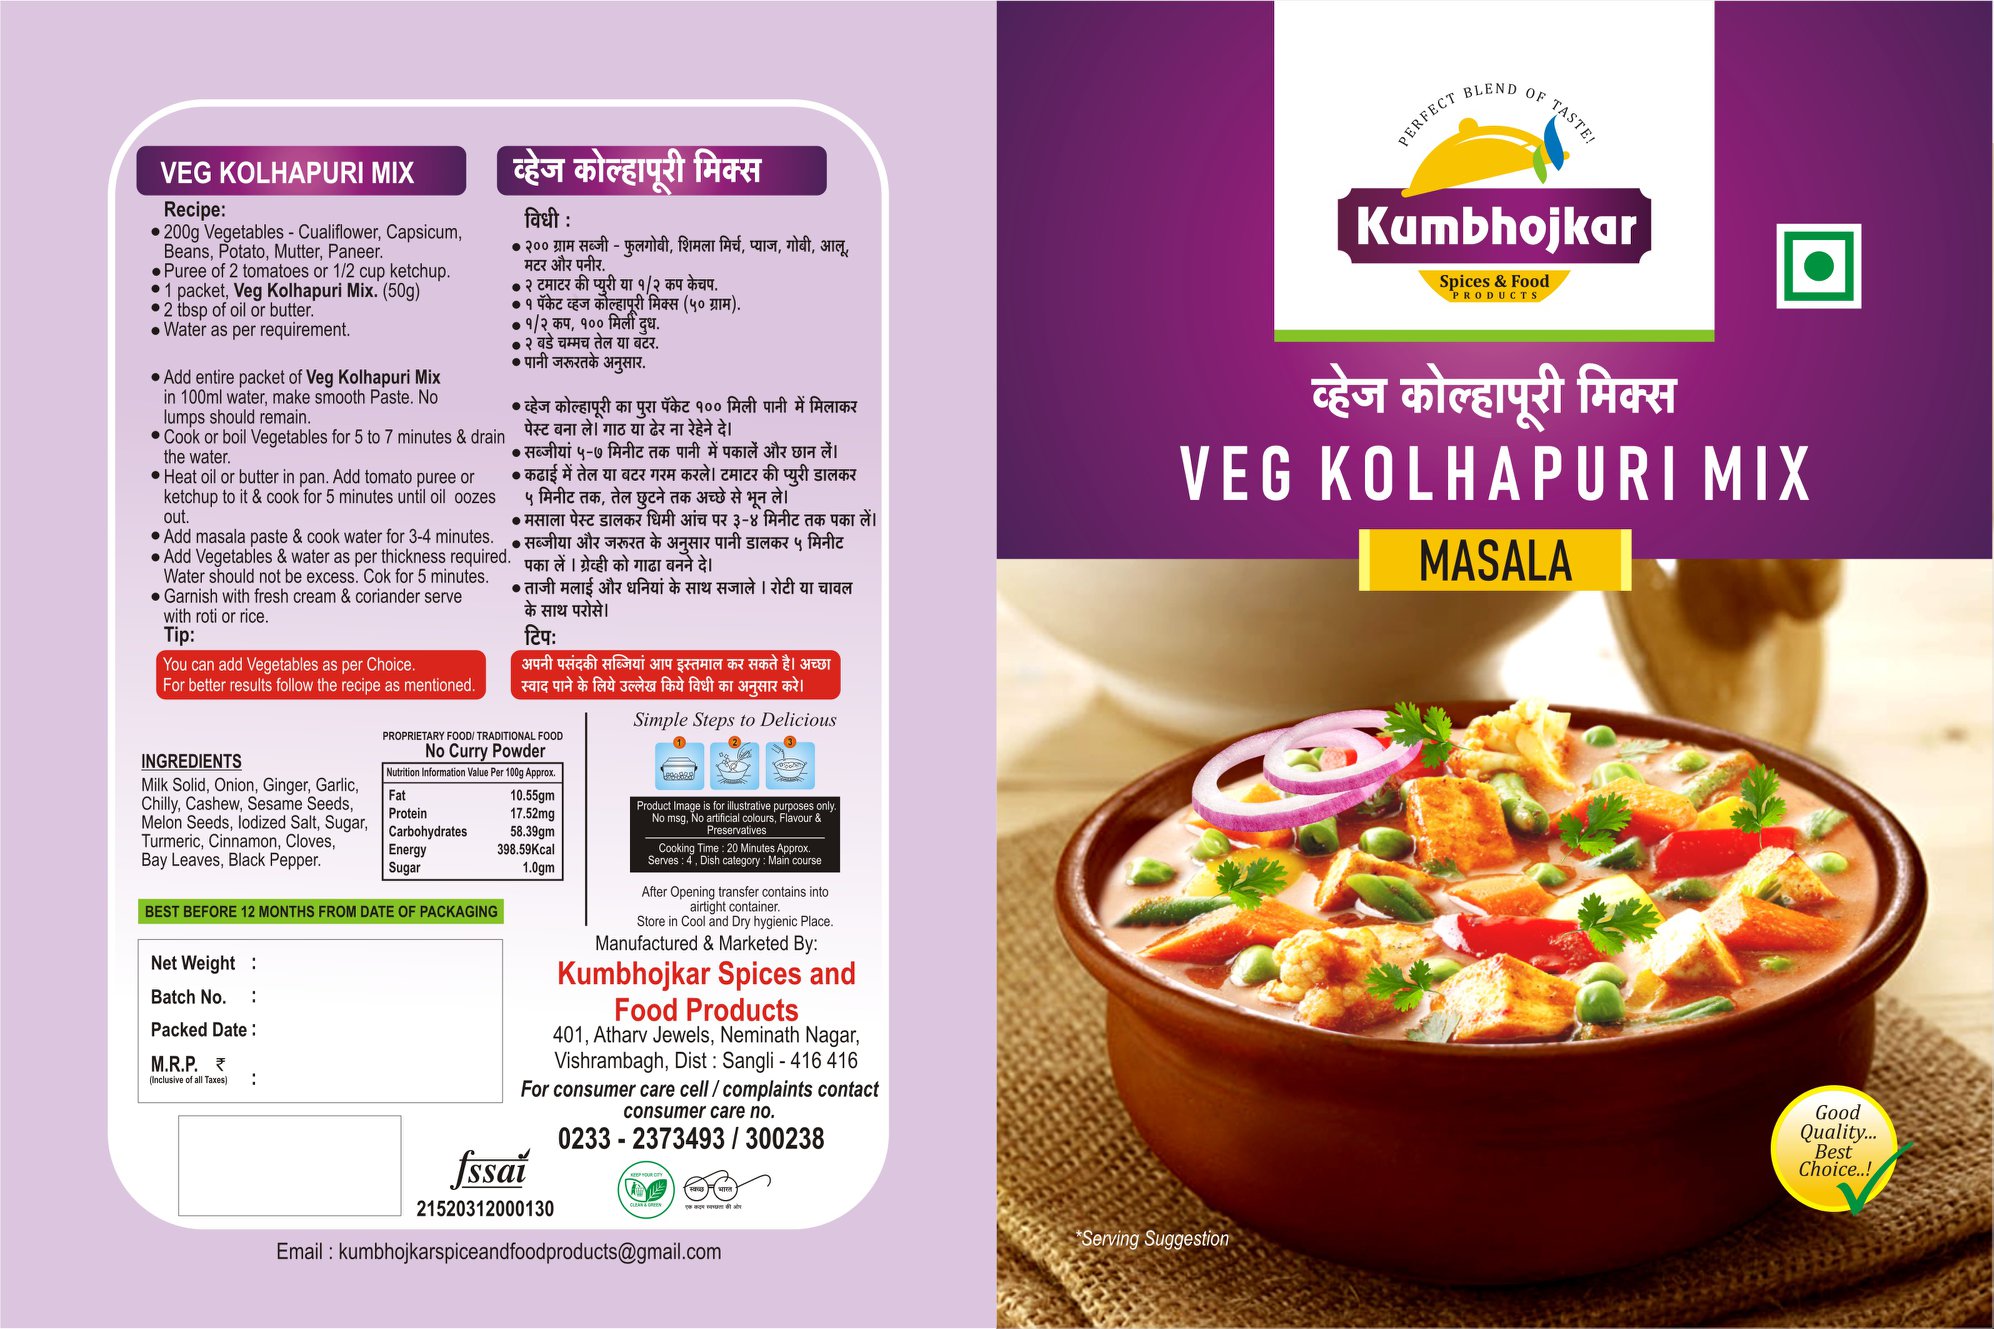 VEG KOLHAPURI MIX
Recipe:
● 200g Vegetables - Cualiflower, Capsicum,
Beans, Potato, Mutter, Paneer.
● Puree of 2 tomatoes or 1/2 cup ketchup.
● 1 packet, Veg Kolhapuri Mix. (50g)
● 2 tbsp of oil or butter.
● Water as per requirement.
● Add entire packet of Veg Kolhapuri Mix
in 100ml water, make smooth Paste. No
lumps should remain.
● Cook or boil Vegetables for 5 to 7 minutes & drain
the water.
● Heat oil or butter in pan. Add tomato puree or
ketchup to it & cook for 5 minutes until oil oozes
out.
● Add masala paste & cook water for 3-4 minutes.
● Add Vegetables & water as per thickness required.
Water should not be excess. Cok for 5 minutes.
● Garnish with fresh cream & coriander serve
with roti or rice.
Tip:
You can add Vegetables as per Choice.
For better results follow the recipe as mentioned.
व्हेज कोल्हापूरी मिक्स
विधी :
● २०० ग्राम सब्जी - फुलगोबी, शिमला मिर्च, प्याज, गोबी, आलू,
मटर और पनीर.
● २ टमाटर की प्युरी या १/२ कप केचप.
● १ पॅकेट व्हज कोल्हापूरी मिक्स (५० ग्राम).
● १/२ कप, १०० मिली दुध.
● २ बडे चम्मच तेल या बटर.
● पानी जरूरतके अनुसार.
● व्हेज कोल्हापूरी का पुरा पॅकेट १०० मिली पानी में मिलाकर
पेस्ट बना ले। गाठ या ढेर ना रेहेने दे।
● सब्जीयां ५-७ मिनीट तक पानी में पकालें और छान लें।
● कढाई में तेल या बटर गरम करले। टमाटर की प्युरी डालकर
५ मिनीट तक, तेल छुटने तक अच्छे से भून ले।
● मसाला पेस्ट डालकर धिमी आंच पर ३-४ मिनीट तक पका लें।
● सब्जीया और जरूरत के अनुसार पानी डालकर ५ मिनीट
पका लें । ग्रेव्ही को गाढा बनने दे।
● ताजी मलाई और धनियां के साथ सजाले । रोटी या चावल
के साथ परोसे।
टिप:
अपनी पसंदकी सब्जियां आप इस्तमाल कर सकते है। अच्छा
स्वाद पाने के लिये उल्लेख किये विधी का अनुसार करे।
INGREDIENTS
Milk Solid, Onion, Ginger, Garlic,
Chilly, Cashew, Sesame Seeds,
Melon Seeds, Iodized Salt, Sugar,
Turmeric, Cinnamon, Cloves,
Bay Leaves, Black Pepper.
PROPRIETARY FOOD/ TRADITIONAL FOOD
No Curry Powder
Nutrition Information Value Per 100g Approx.
Fat 10.55gm
Protein 17.52mg
Carbohydrates 58.39gm
Energy 398.59Kcal
Sugar 1.0gm
BEST BEFORE 12 MONTHS FROM DATE OF PACKAGING
Net Weight :
Batch No. :
Packed Date :
M.R.P. ₹
(Inclusive of all Taxes) :
fssai
21520312000130
Simple Steps to Delicious
1 2 3
Product Image is for illustrative purposes only.
No msg, No artificial colours, Flavour &
Preservatives
Cooking Time : 20 Minutes Approx.
Serves : 4 , Dish category : Main course
After Opening transfer contains into
airtight container.
Store in Cool and Dry hygienic Place.
Manufactured & Marketed By:
Kumbhojkar Spices and
Food Products
401, Atharv Jewels, Neminath Nagar,
Vishrambagh, Dist : Sangli - 416 416
For consumer care cell / complaints contact
consumer care no.
0233 - 2373493 / 300238
KEEP YOUR CITY
CLEAN & GREEN
स्वच्छ भारत
एक कदम स्वच्छता की ओर
Email : kumbhojkarspiceandfoodproducts@gmail.com
PERFECT BLEND OF TASTE!
Kumbhojkar
Spices & Food
PRODUCTS
व्हेज कोल्हापूरी मिक्स
VEG KOLHAPURI MIX
MASALA
Good
Quality...
Best
Choice..!
*Serving Suggestion